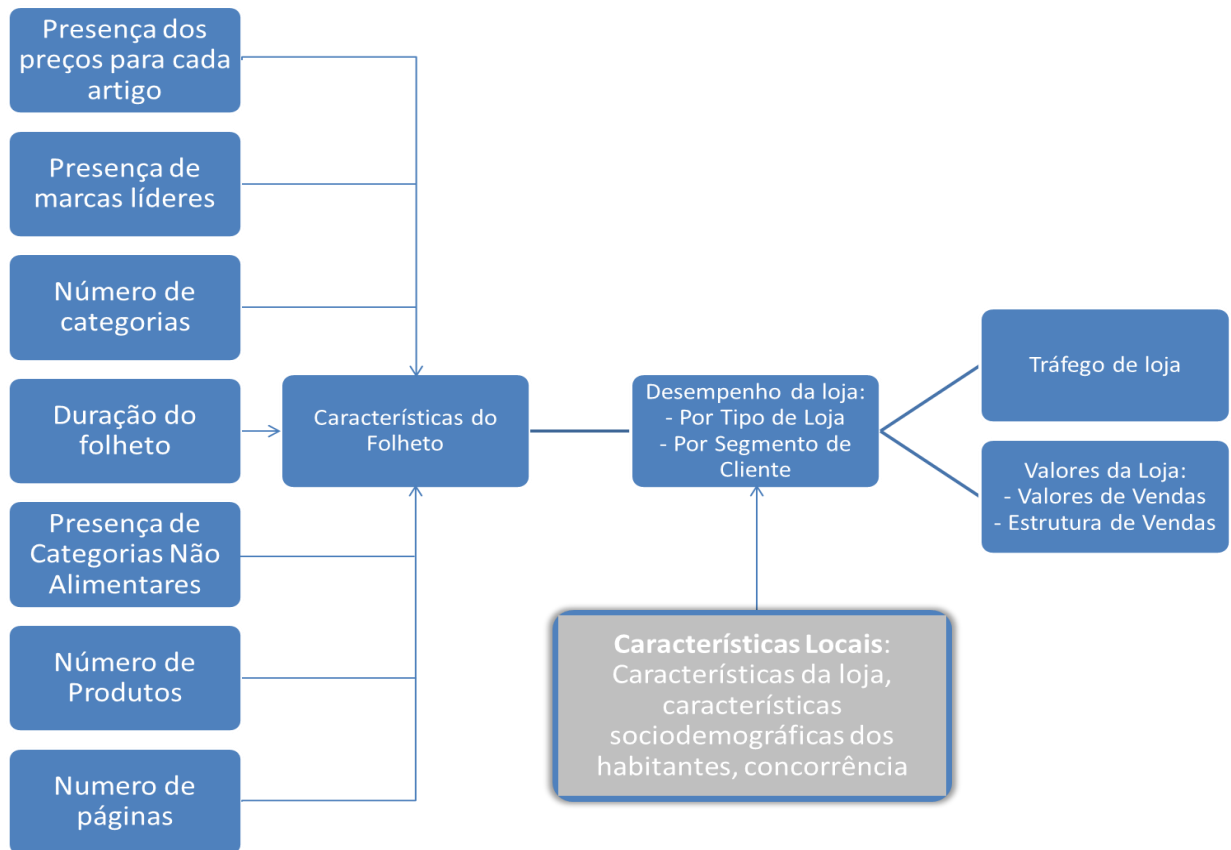 Presença dos
preços para cada
artigo
Presença de
marcas líderes
Número de
categorias
Duração do
folheto
Presença de
Categorias Não
Alimentares
Número de
Produtos
Numero de
páginas
Características do
Folheto
Desempenho da loja:
- Por Tipo de Loja
- Por Segmento de
Cliente
Tráfego de loja
Valores da Loja:
- Valores de Vendas
- Estrutura de Vendas
Características Locais:
Características da loja,
características
sociodemográficas dos
habitantes, concorrência